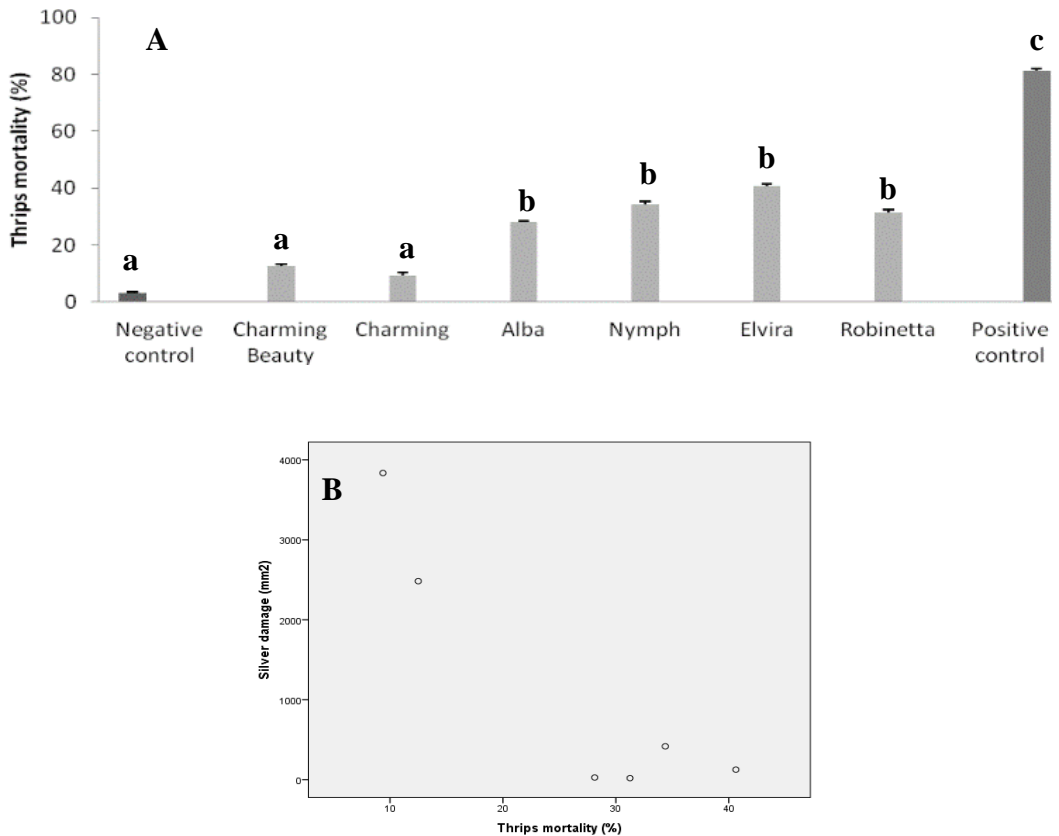 A
c
100
80
60
40
20
0
Thrips mortality (%)
a
a
a
b
b
b
b
Negative control
Charming Beauty
Charming
Alba
Nymph
Elvira
Robinetta
Positive control
B
4000
3000
2000
1000
0
Silver damage (mm2)
10
20
30
40
Thrips mortality (%)